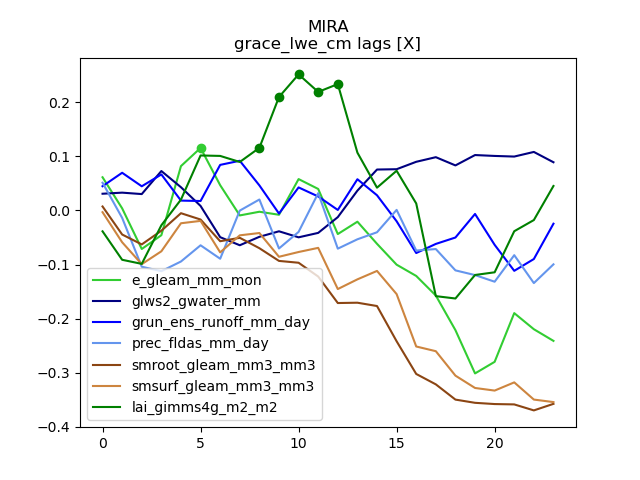 MIRA
grace_lwe_cm lags [X]
0.2
0.1
0.0
−0.1
−0.2
−0.3
−0.4
e_gleam_mm_mon
glws2_gwater_mm
grun_ens_runoff_mm_day
prec_fldas_mm_day
smroot_gleam_mm3_mm3
smsurf_gleam_mm3_mm3
lai_gimms4g_m2_m2
0 5 10 15 20